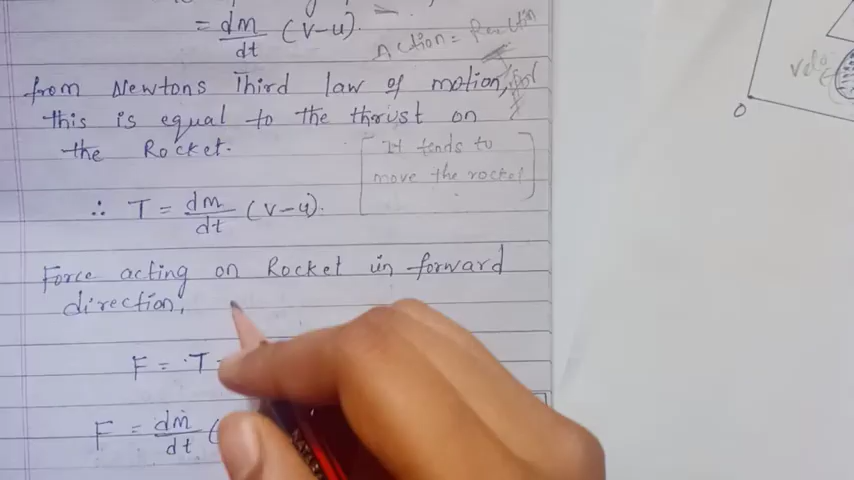 = dm/dt (v-u).
Action = Reaction
from Newtons Third law of motion,
this is equal to the thrust on
the Rocket.
[It tends to
move the rocket]
∴ T = dm/dt (v-u).
Force acting on Rocket in forward
direction,
F = T -
F = dm/dt (
velo
O